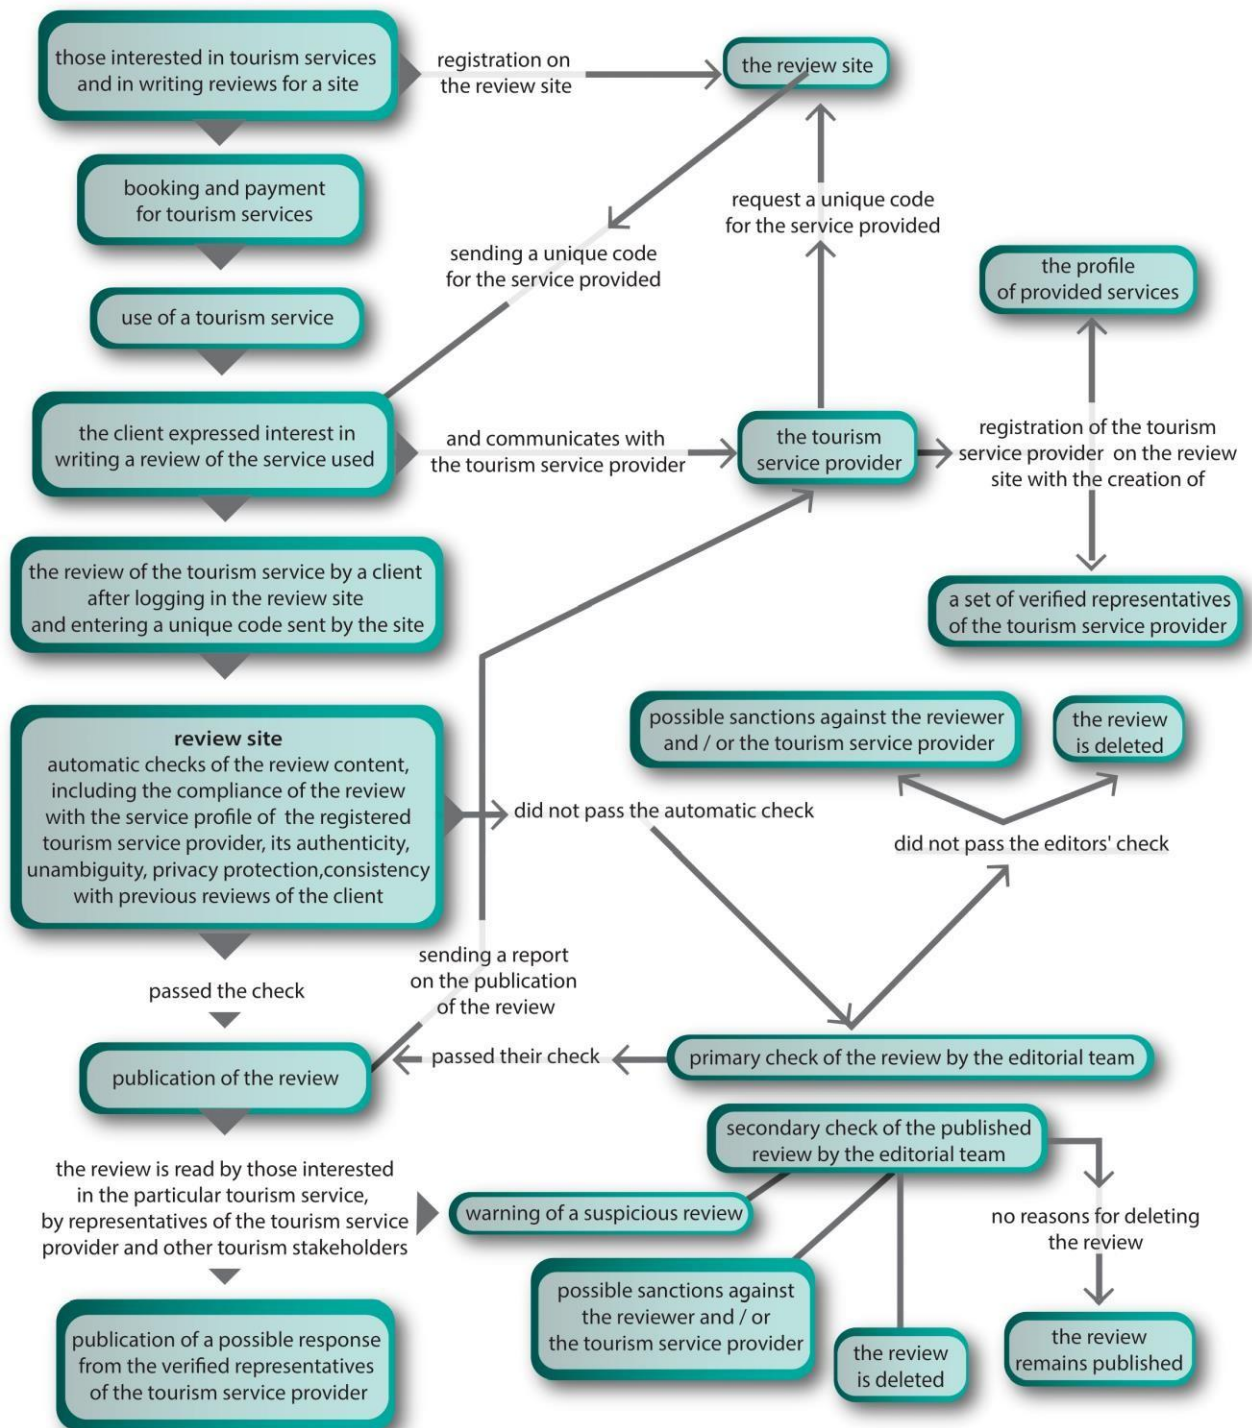 those interested in tourism services
and in writing reviews for a site
registration on
the review site
the review site
booking and payment
for tourism services
request a unique code
for the service provided
sending a unique code
for the service provided
the profile
of provided services
use of a tourism service
the client expressed interest in
writing a review of the service used
and communicates with
the tourism service provider
the tourism
service provider
registration of the tourism
service provider on the review
site with the creation of
the review of the tourism service by a client
after logging in the review site
and entering a unique code sent by the site
a set of verified representatives
of the tourism service provider
review site
automatic checks of the review content,
including the compliance of the review
with the service profile of the registered
tourism service provider, its authenticity,
unambiguity, privacy protection,consistency
with previous reviews of the client
possible sanctions against the reviewer
and / or the tourism service provider
the review
is deleted
did not pass the automatic check
did not pass the editors' check
sending a report
on the publication
of the review
passed the check
publication of the review
passed their check
primary check of the review by the editorial team
secondary check of the published
review by the editorial team
the review is read by those interested
in the particular tourism service,
by representatives of the tourism service
provider and other tourism stakeholders
warning of a suspicious review
no reasons for deleting
the review
possible sanctions against
the reviewer and / or
the tourism service provider
the review
is deleted
the review
remains published
publication of a possible response
from the verified representatives
of the tourism service provider